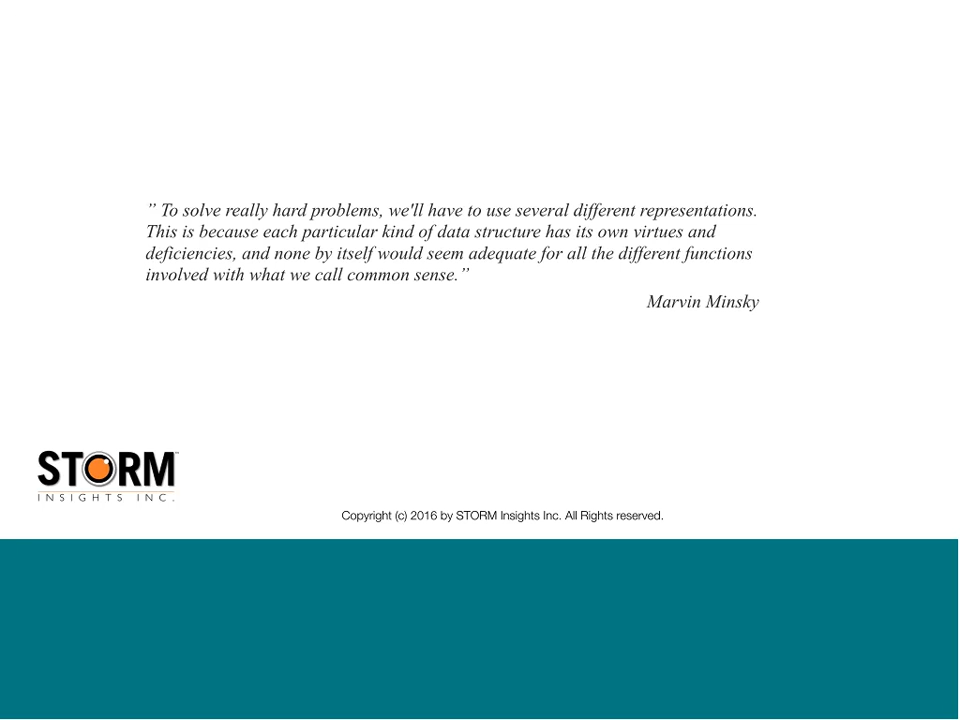 ” To solve really hard problems, we'll have to use several different representations.
This is because each particular kind of data structure has its own virtues and
deficiencies, and none by itself would seem adequate for all the different functions
involved with what we call common sense.”
Marvin Minsky
STORM™
INSIGHTS INC.
Copyright (c) 2016 by STORM Insights Inc. All Rights reserved.